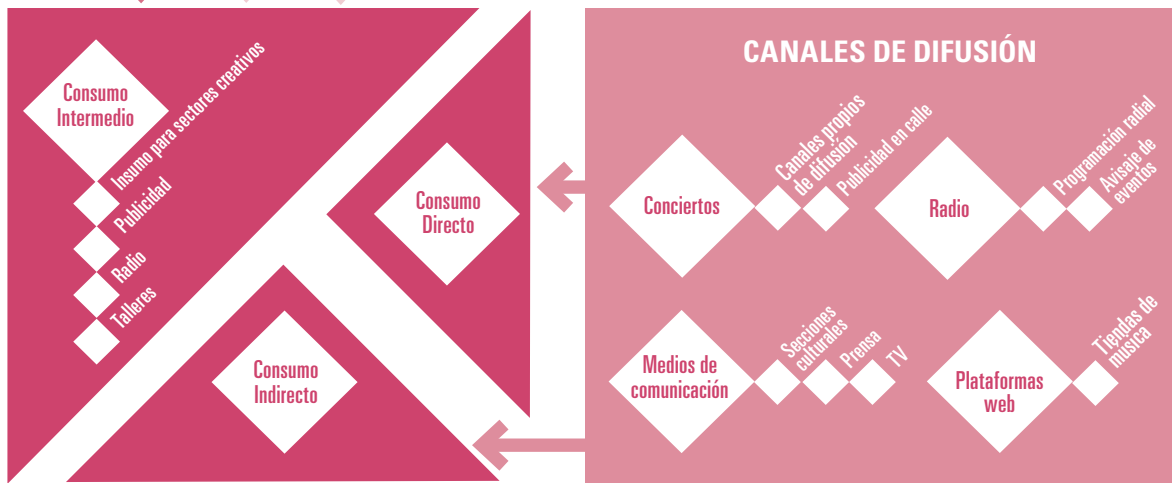 Consumo
Intermedio
Insumo para sectores creativos
Publicidad
Radio
Talleres
Consumo
Directo
Consumo
Indirecto
CANALES DE DIFUSIÓN
Conciertos
Canales propios
de difusión
Publicidad en calle
Radio
Programación radial
Avisaje de
eventos
Medios de
comunicación
Secciones
culturales
Prensa
TV
Plataformas
web
Tiendas de
música